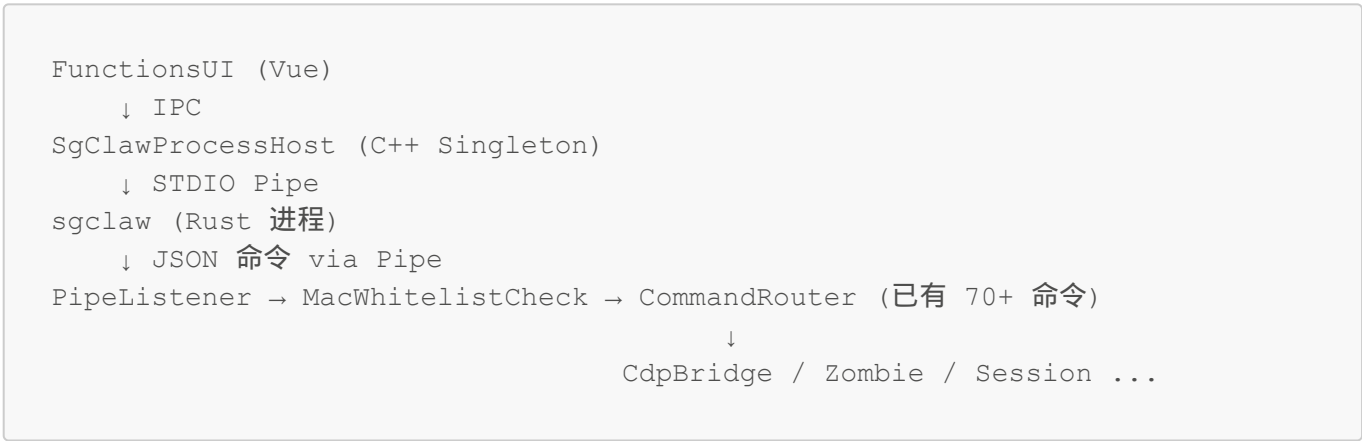 FunctionsUI (Vue)
↓ IPC
SgClawProcessHost (C++ Singleton)
↓ STDIO Pipe
sgclaw (Rust 进程)
↓ JSON 命令 via Pipe
PipeListener → MacWhitelistCheck → CommandRouter (已有 70+ 命令)
↓
CdpBridge / Zombie / Session ...